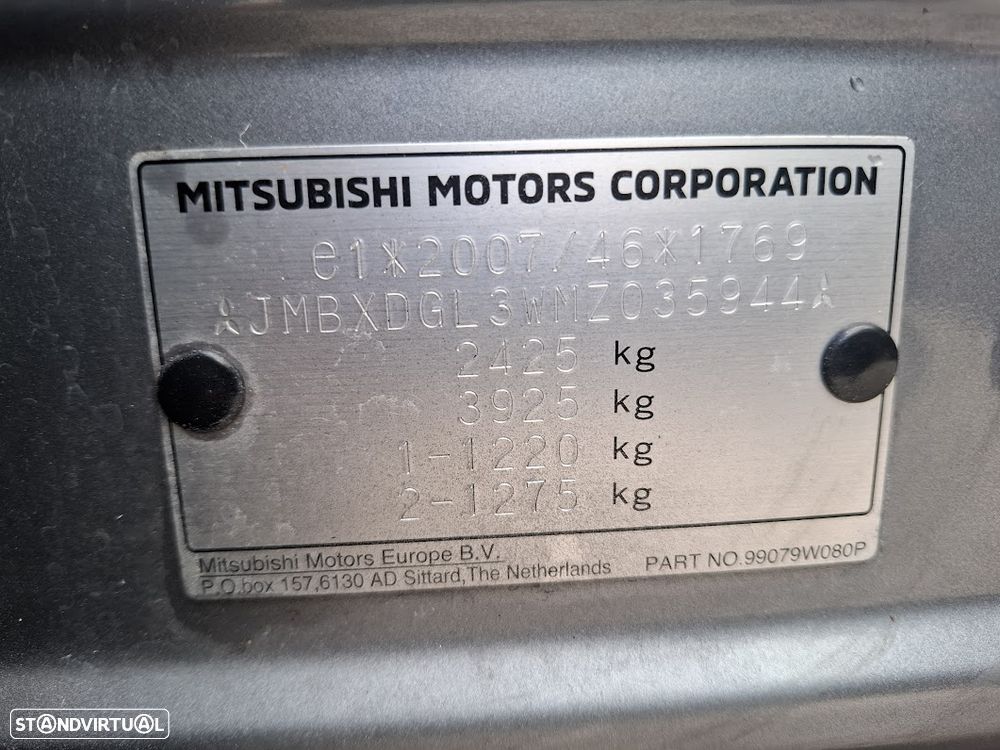 MITSUBISHI MOTORS CORPORATION
e1*2007/46*1769
JMBXDGL3WMZ035944
2425 kg
3925 kg
1-1220 kg
2-1275 kg
Mitsubishi Motors Europe B.V.
P.O.box 157,6130 AD Sittard,The Netherlands
PART NO.99079W080P
STANDVIRTUAL